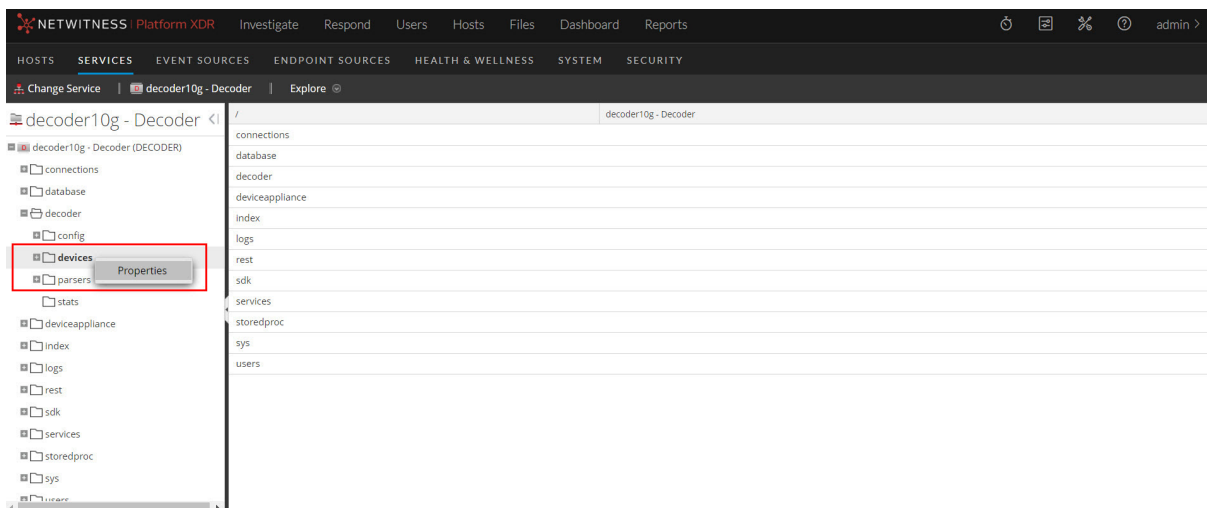 NETWITNESS Platform XDR Investigate Respond Users Hosts Files Dashboard Reports admin >
HOSTS SERVICES EVENT SOURCES ENDPOINT SOURCES HEALTH & WELLNESS SYSTEM SECURITY
Change Service decoder10g - Decoder Explore
decoder10g - Decoder
decoder10g - Decoder (DECODER)
connections
database
decoder
config
devices
Properties
parsers
stats
deviceappliance
index
logs
rest
sdk
services
storedproc
sys
users
/ decoder10g - Decoder
connections
database
decoder
deviceappliance
index
logs
rest
sdk
services
storedproc
sys
users